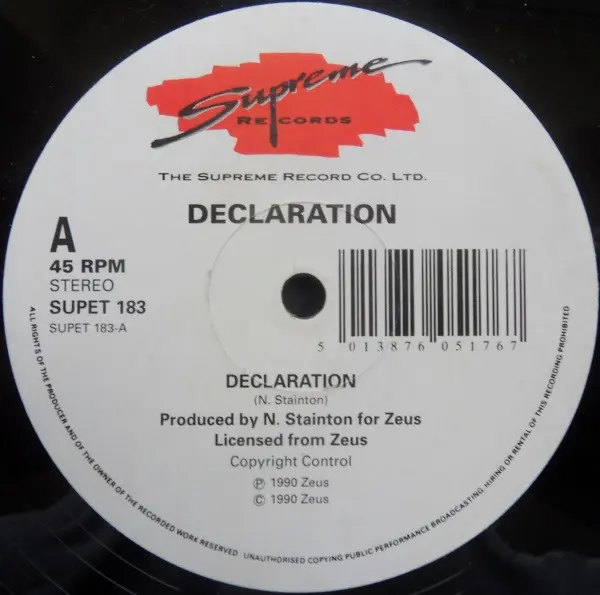 Supreme
RECORDS
THE SUPREME RECORD CO. LTD.
DECLARATION
A
45 RPM
STEREO
SUPET 183
SUPET 183-A
5 013876 051767
DECLARATION
(N. Stainton)
Produced by N. Stainton for Zeus
Licensed from Zeus
Copyright Control
℗ 1990 Zeus
© 1990 Zeus
ALL RIGHTS OF THE PRODUCER AND OF THE OWNER OF THE RECORDED WORK RESERVED. UNAUTHORISED COPYING PUBLIC PERFORMANCE BROADCASTING, HIRING OR RENTAL OF THIS RECORDING PROHIBITED